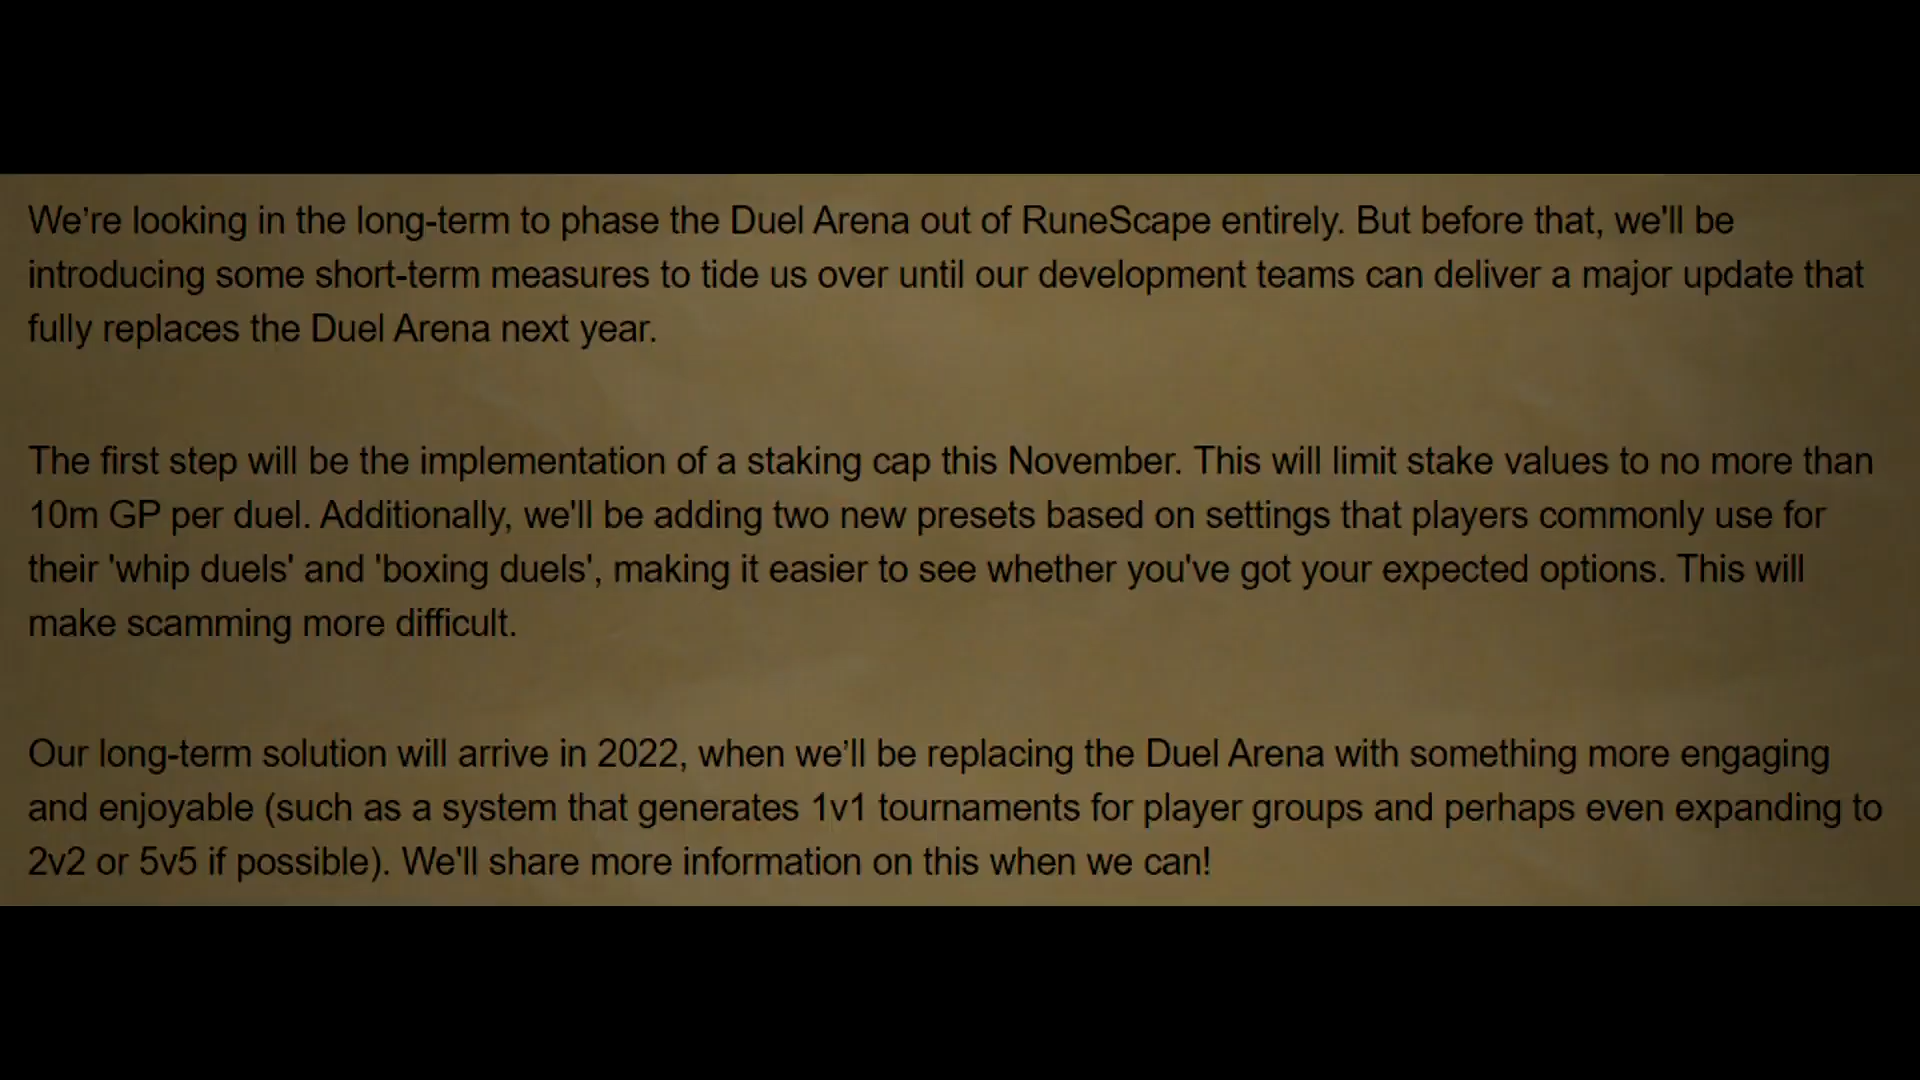 We’re looking in the long-term to phase the Duel Arena out of RuneScape entirely. But before that, we'll be
introducing some short-term measures to tide us over until our development teams can deliver a major update that
fully replaces the Duel Arena next year.
The first step will be the implementation of a staking cap this November. This will limit stake values to no more than
10m GP per duel. Additionally, we'll be adding two new presets based on settings that players commonly use for
their 'whip duels' and 'boxing duels', making it easier to see whether you've got your expected options. This will
make scamming more difficult.
Our long-term solution will arrive in 2022, when we’ll be replacing the Duel Arena with something more engaging
and enjoyable (such as a system that generates 1v1 tournaments for player groups and perhaps even expanding to
2v2 or 5v5 if possible). We'll share more information on this when we can!